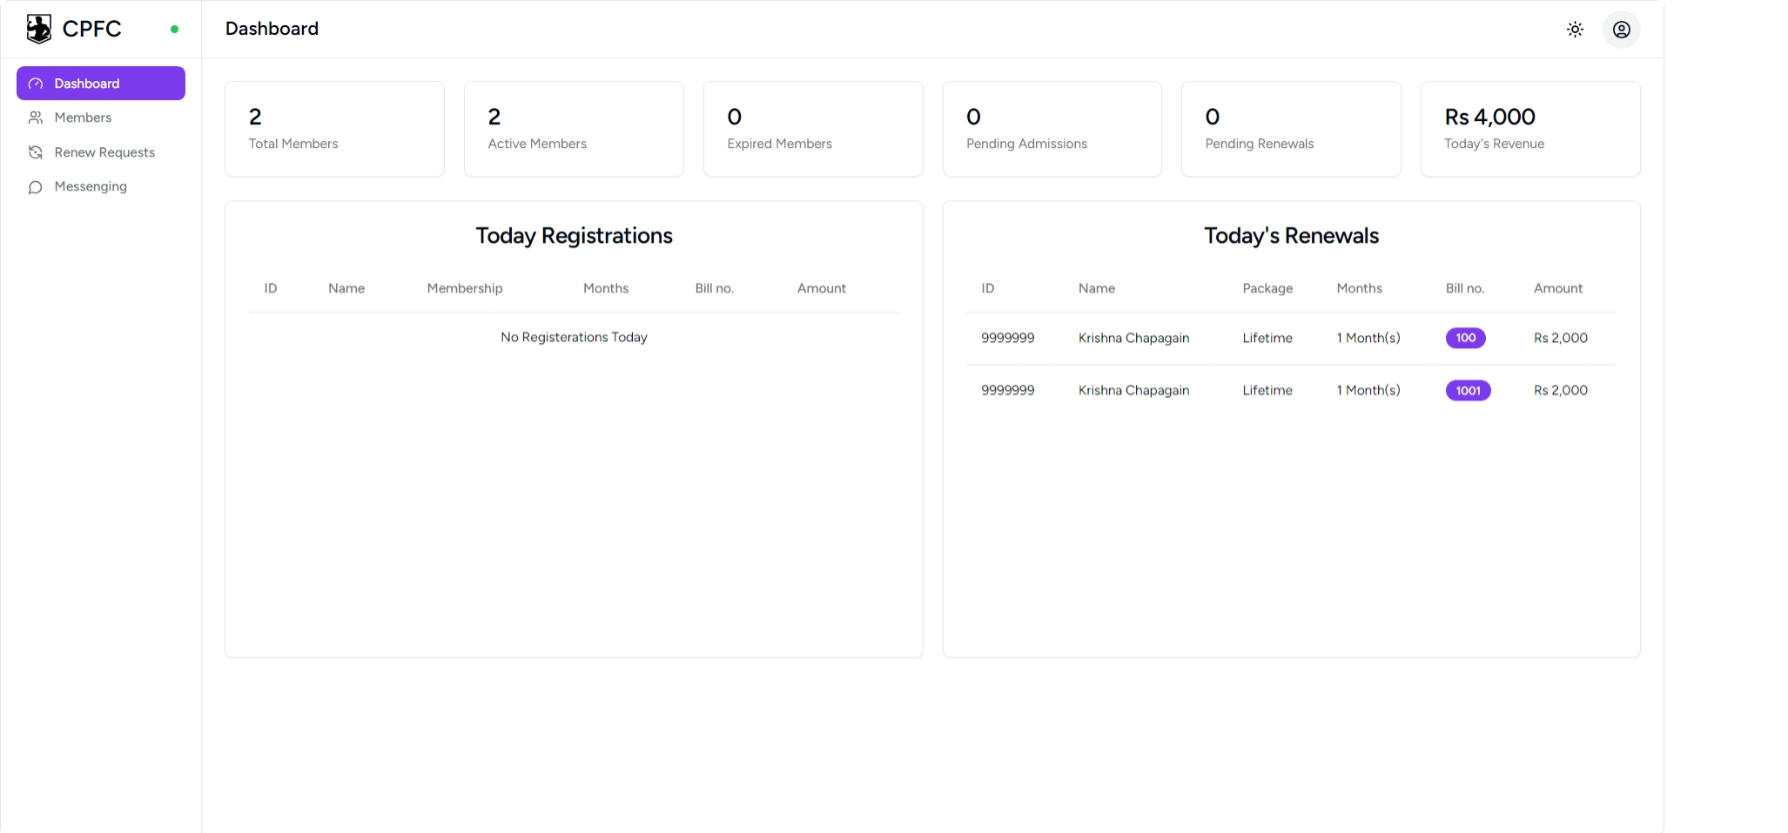 CPFC
Dashboard
Dashboard
Members
Renew Requests
Messenging
2
Total Members
2
Active Members
0
Expired Members
0
Pending Admissions
0
Pending Renewals
Rs 4,000
Today's Revenue
Today Registrations
ID Name Membership Months Bill no. Amount
No Registerations Today
Today's Renewals
ID Name Package Months Bill no. Amount
9999999 Krishna Chapagain Lifetime 1 Month(s) 100 Rs 2,000
9999999 Krishna Chapagain Lifetime 1 Month(s) 1001 Rs 2,000